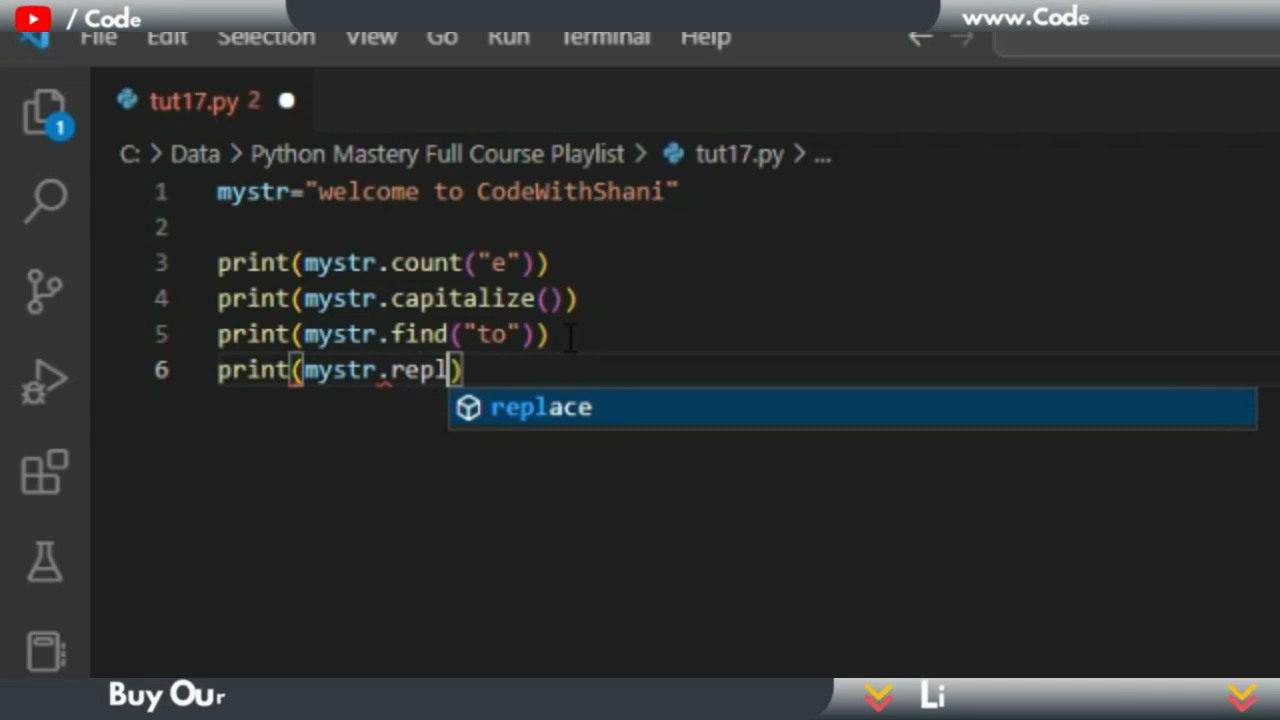 / Code
www.Code
File Edit Selection View Go Run Terminal Help
tut17.py 2
1
C: > Data > Python Mastery Full Course Playlist > tut17.py > ...
1 mystr="welcome to CodeWithShani"
2
3 print(mystr.count("e"))
4 print(mystr.capitalize())
5 print(mystr.find("to"))
6 print(mystr.repl)
replace
Buy Our
Li